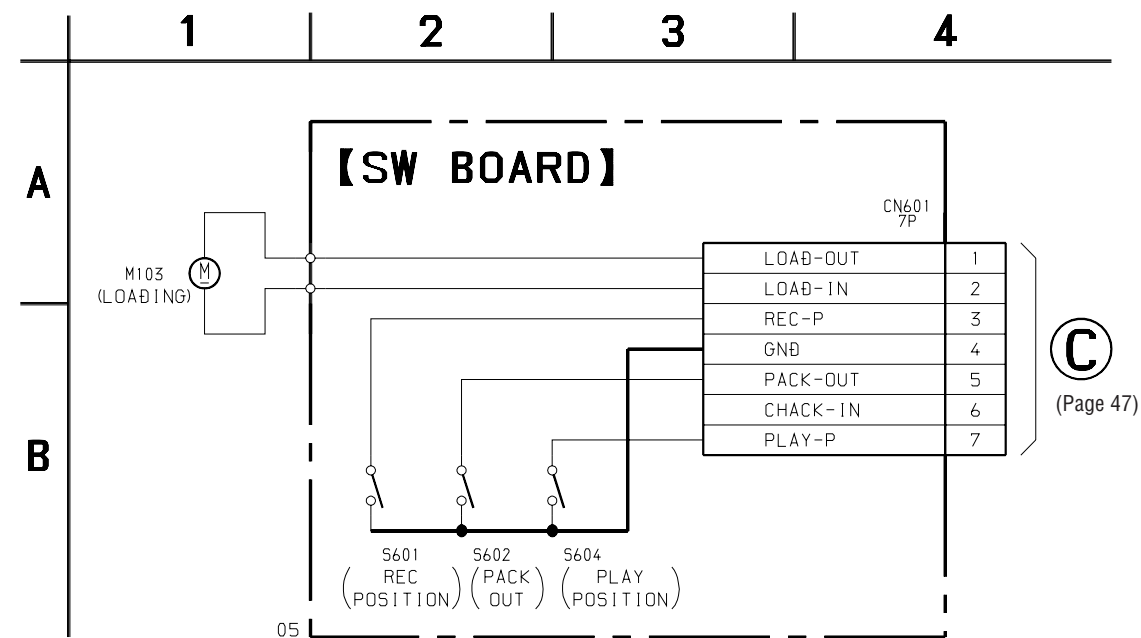 1 2 3 4
A
【SW BOARD】
CN601
7P
LOAD-OUT 1
M103
(LOADING)
M
LOAD-IN 2
REC-P 3
GND 4
PACK-OUT 5
CHACK-IN 6
PLAY-P 7
C
(Page 47)
B
S601
(REC
POSITION)
S602
(PACK
OUT)
S604
(PLAY
POSITION)
05